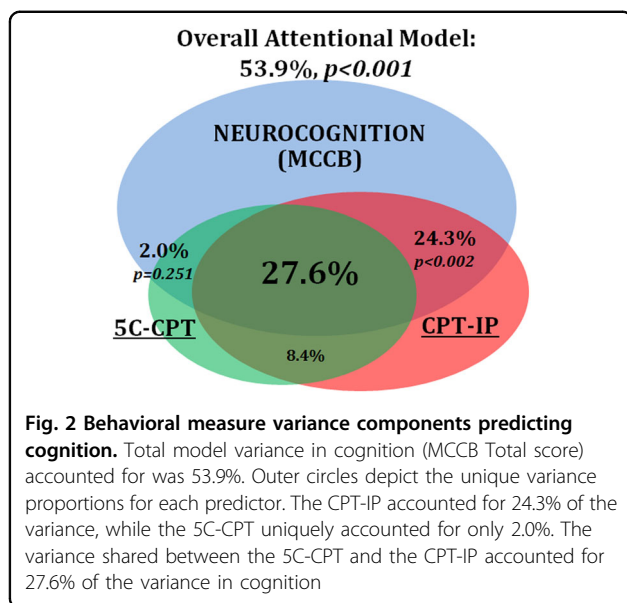 Overall Attentional Model:
53.9%, p<0.001
NEUROCOGNITION
(MCCB)
2.0%
p=0.251
27.6%
24.3%
p<0.002
5C-CPT
CPT-IP
8.4%
Fig. 2 Behavioral measure variance components predicting
cognition. Total model variance in cognition (MCCB Total score)
accounted for was 53.9%. Outer circles depict the unique variance
proportions for each predictor. The CPT-IP accounted for 24.3% of the
variance, while the 5C-CPT uniquely accounted for only 2.0%. The
variance shared between the 5C-CPT and the CPT-IP accounted for
27.6% of the variance in cognition